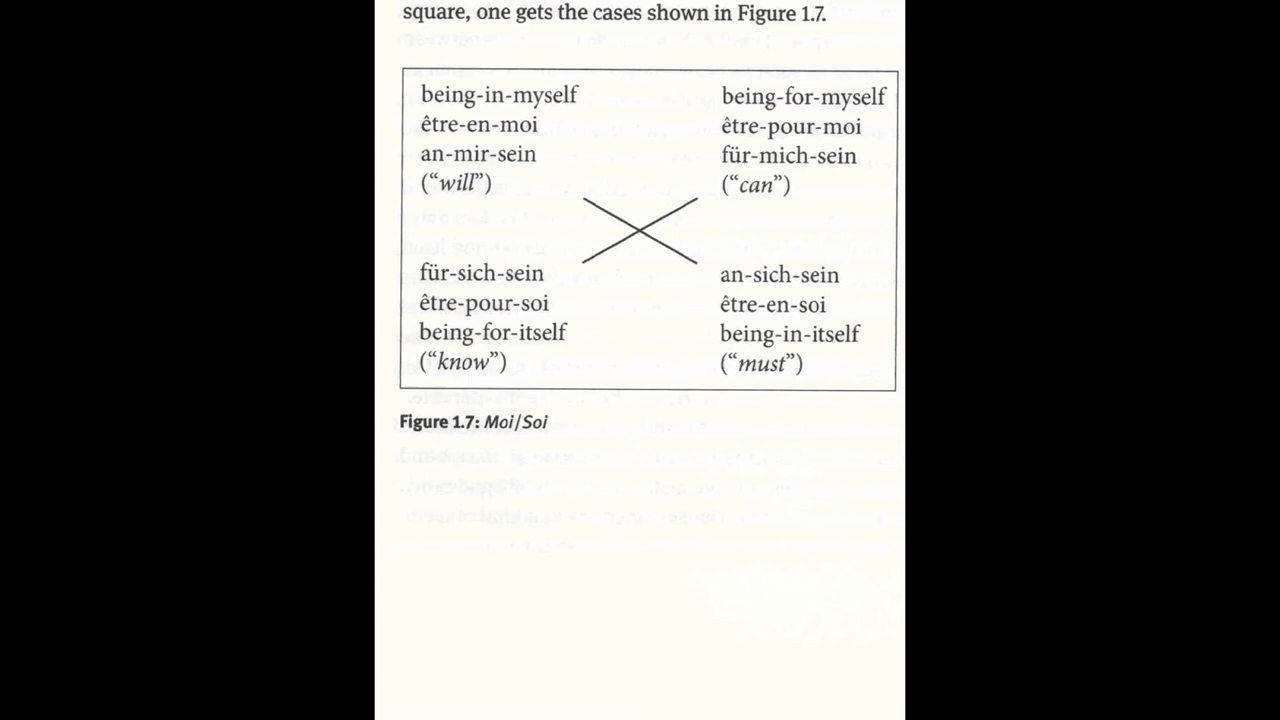 square, one gets the cases shown in Figure 1.7.
being-in-myself
être-en-moi
an-mir-sein
(“will”)
being-for-myself
être-pour-moi
für-mich-sein
(“can”)
für-sich-sein
être-pour-soi
being-for-itself
(“know”)
an-sich-sein
être-en-soi
being-in-itself
(“must”)
Figure 1.7: Moi/Soi